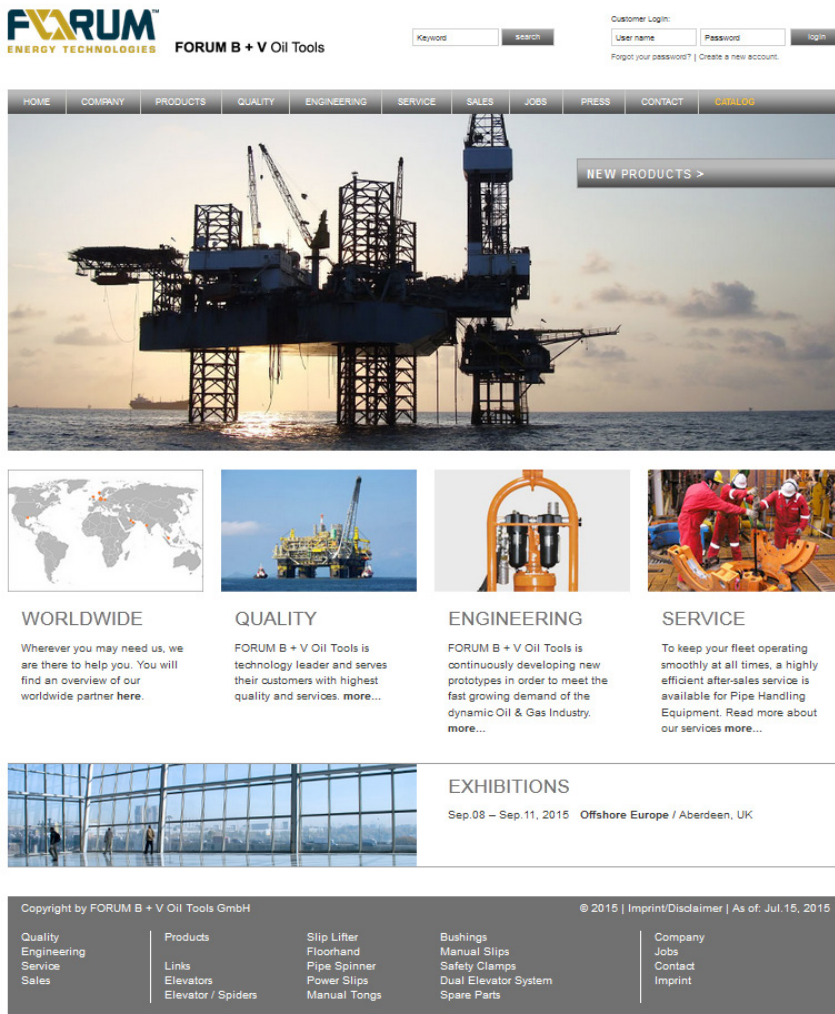 FORUM™
ENERGY TECHNOLOGIES
FORUM B + V Oil Tools
Keyword
search
Customer Login:
User name
Password
login
Forgot your password? | Create a new account.
HOME COMPANY PRODUCTS QUALITY ENGINEERING SERVICE SALES JOBS PRESS CONTACT CATALOG
NEW PRODUCTS >
WORLDWIDE
Wherever you may need us, we
are there to help you. You will
find an overview of our
worldwide partner here.
QUALITY
FORUM B + V Oil Tools is
technology leader and serves
their customers with highest
quality and services. more...
ENGINEERING
FORUM B + V Oil Tools is
continuously developing new
prototypes in order to meet the
fast growing demand of the
dynamic Oil & Gas Industry.
more...
SERVICE
To keep your fleet operating
smoothly at all times, a highly
efficient after-sales service is
available for Pipe Handling
Equipment. Read more about
our services more...
EXHIBITIONS
Sep.08 – Sep.11, 2015 Offshore Europe / Aberdeen, UK
Copyright by FORUM B + V Oil Tools GmbH
© 2015 | Imprint/Disclaimer | As of: Jul.15, 2015
Quality
Engineering
Service
Sales
Products
Links
Elevators
Elevator / Spiders
Slip Lifter
Floorhand
Pipe Spinner
Power Slips
Manual Tongs
Bushings
Manual Slips
Safety Clamps
Dual Elevator System
Spare Parts
Company
Jobs
Contact
Imprint